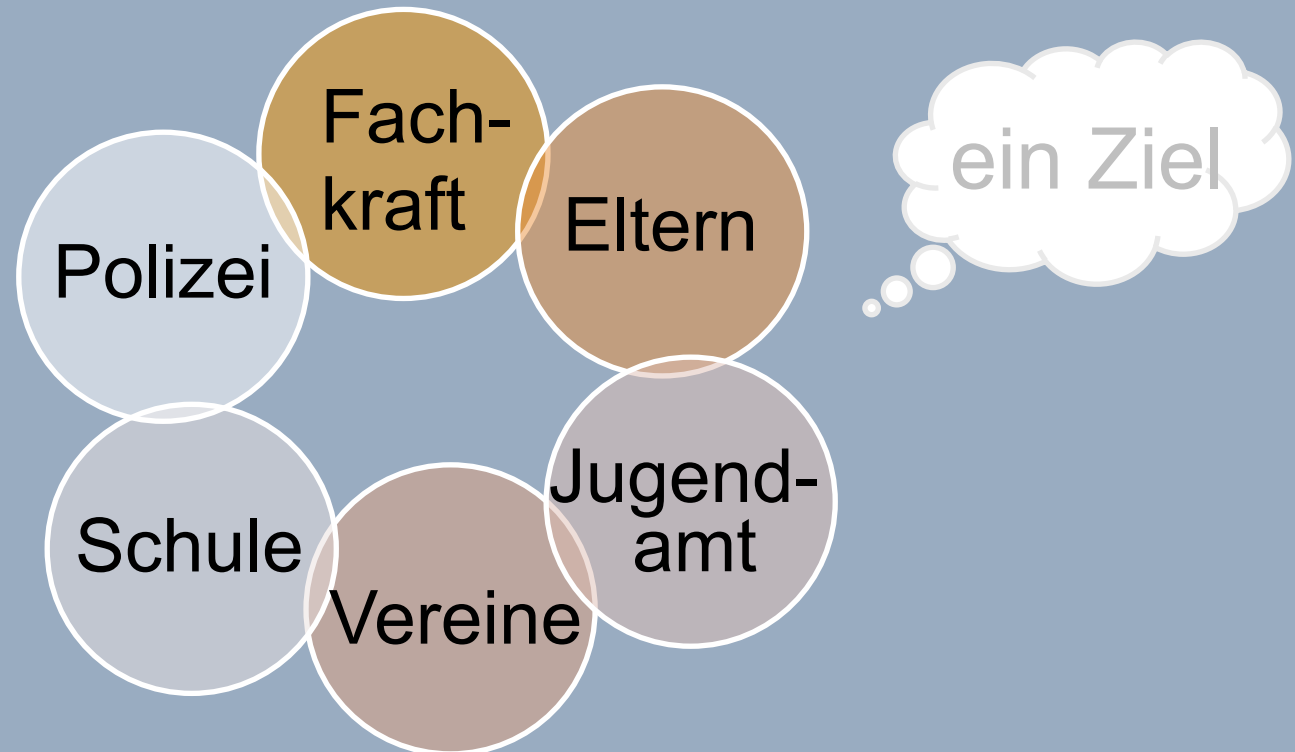 Fach-
kraft
Eltern
ein Ziel
Polizei
Jugend-
amt
Schule
Vereine